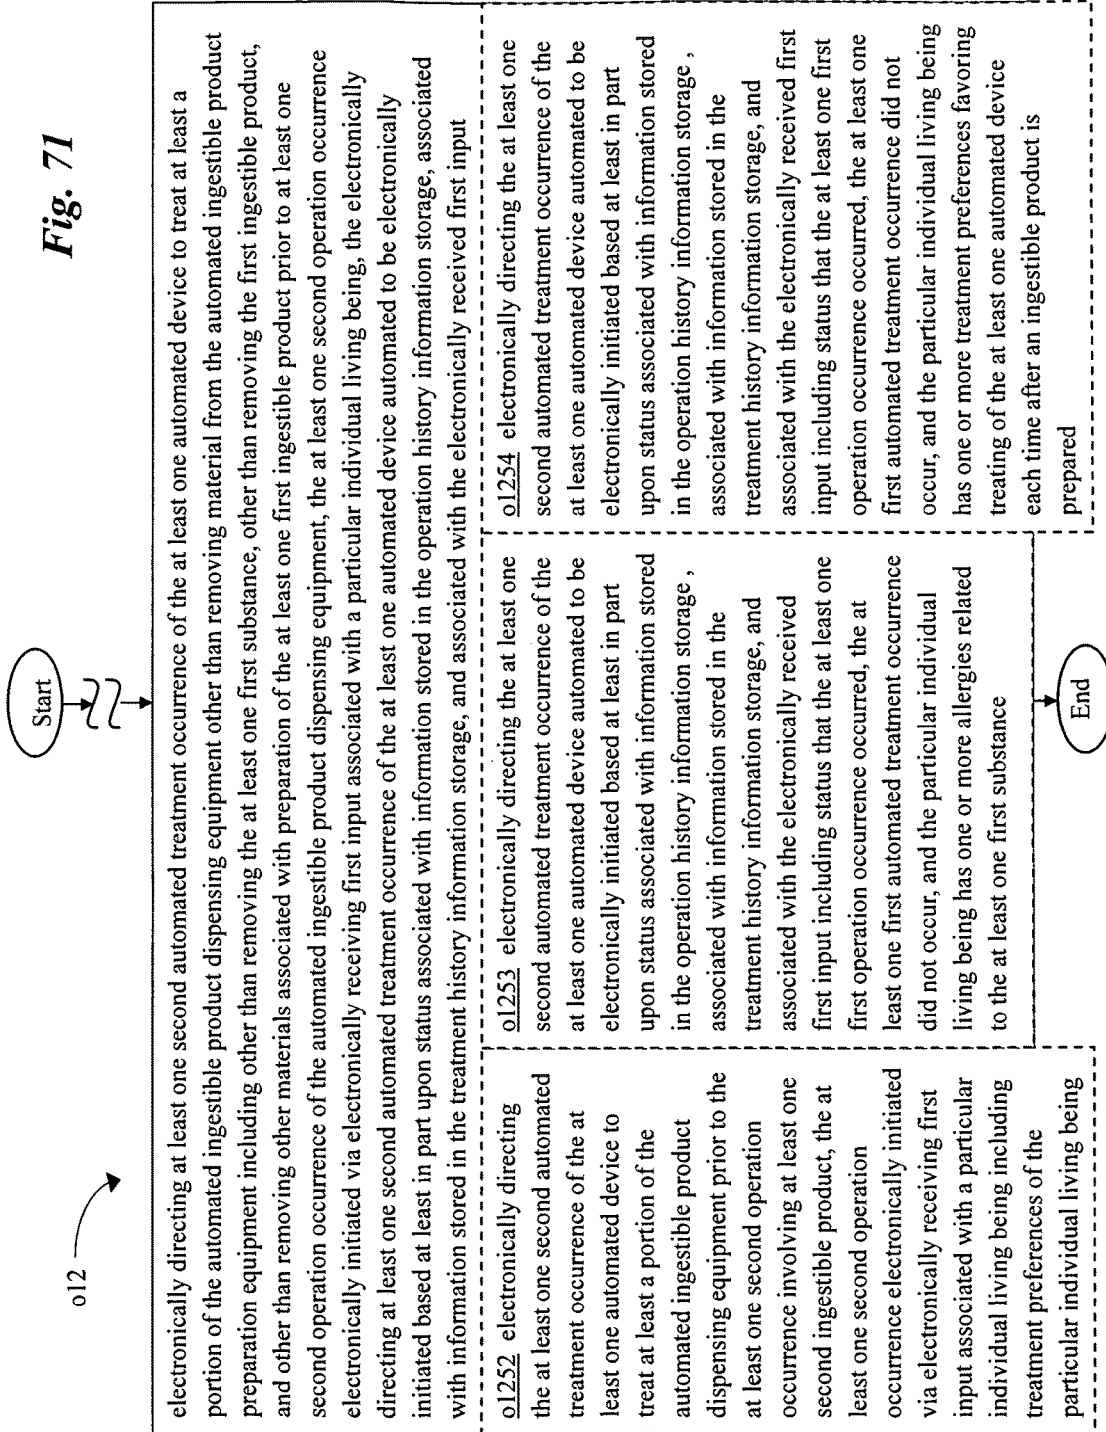 Fig. 71
o12
Start
electronically directing at least one second automated treatment occurrence of the at least one automated device to treat at least a
portion of the automated ingestible product dispensing equipment other than removing material from the automated ingestible product
preparation equipment including other than removing the at least one first substance, other than removing the first ingestible product,
and other than removing other materials associated with preparation of the at least one first ingestible product prior to at least one
second operation occurrence of the automated ingestible product dispensing equipment, the at least one second operation occurrence
electronically initiated via electronically receiving first input associated with a particular individual living being, the electronically
directing at least one second automated treatment occurrence of the at least one automated device automated to be electronically
initiated based at least in part upon status associated with information stored in the operation history information storage, associated
with information stored in the treatment history information storage, and associated with the electronically received first input
o1252 electronically directing
the at least one second automated
treatment occurrence of the at
least one automated device to
treat at least a portion of the
automated ingestible product
dispensing equipment prior to the
at least one second operation
occurrence involving at least one
second ingestible product, the at
least one second operation
occurrence electronically initiated
via electronically receiving first
input associated with a particular
individual living being including
treatment preferences of the
particular individual living being
o1253 electronically directing the at least one
second automated treatment occurrence of the
at least one automated device automated to be
electronically initiated based at least in part
upon status associated with information stored
in the operation history information storage ,
associated with information stored in the
treatment history information storage, and
associated with the electronically received
first input including status that the at least one
first operation occurrence occurred, the at
least one first automated treatment occurrence
did not occur, and the particular individual
living being has one or more allergies related
to the at least one first substance
o1254 electronically directing the at least one
second automated treatment occurrence of the
at least one automated device automated to be
electronically initiated based at least in part
upon status associated with information stored
in the operation history information storage ,
associated with information stored in the
treatment history information storage, and
associated with the electronically received first
input including status that the at least one first
operation occurrence occurred, the at least one
first automated treatment occurrence did not
occur, and the particular individual living being
has one or more treatment preferences favoring
treating of the at least one automated device
each time after an ingestible product is
prepared
End